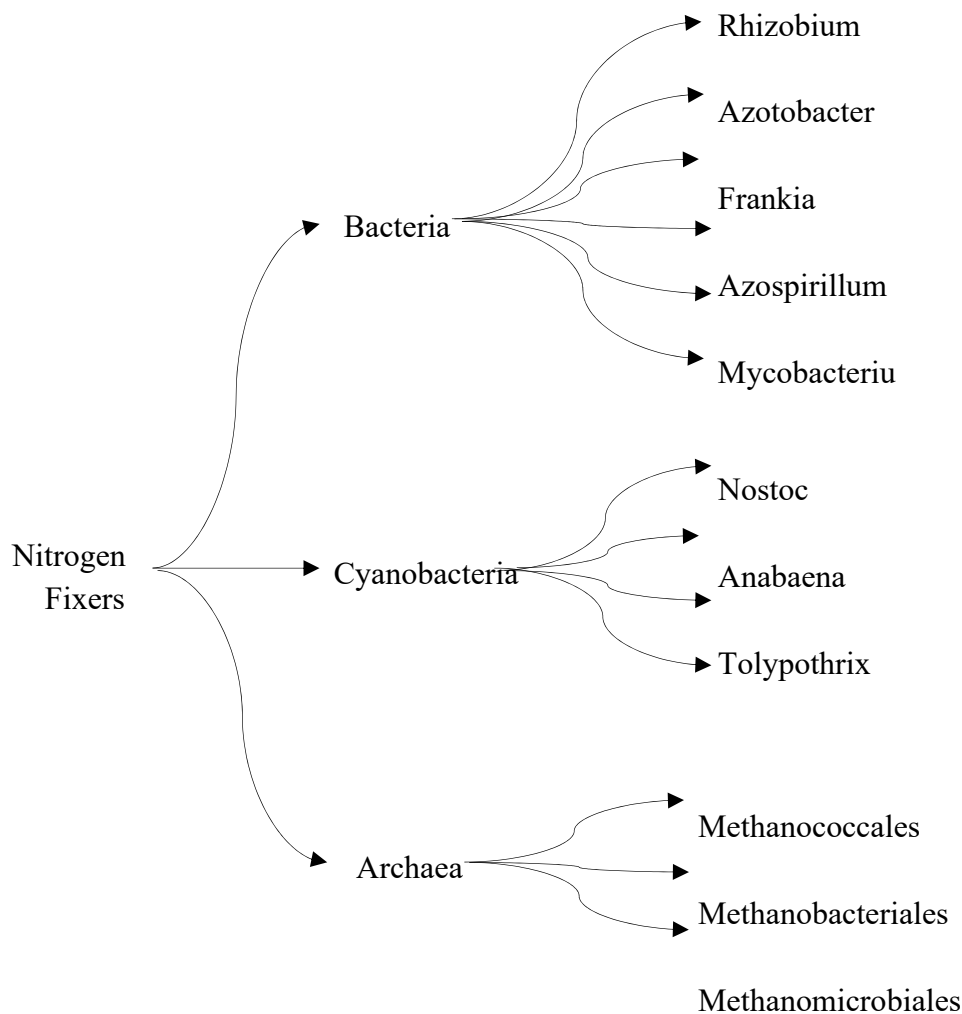 Rhizobium
Azotobacter
Frankia
Bacteria
Azospirillum
Mycobacteriu
Nostoc
Nitrogen
Fixers
Cyanobacteria
Anabaena
Tolypothrix
Methanococcales
Archaea
Methanobacteriales
Methanomicrobiales